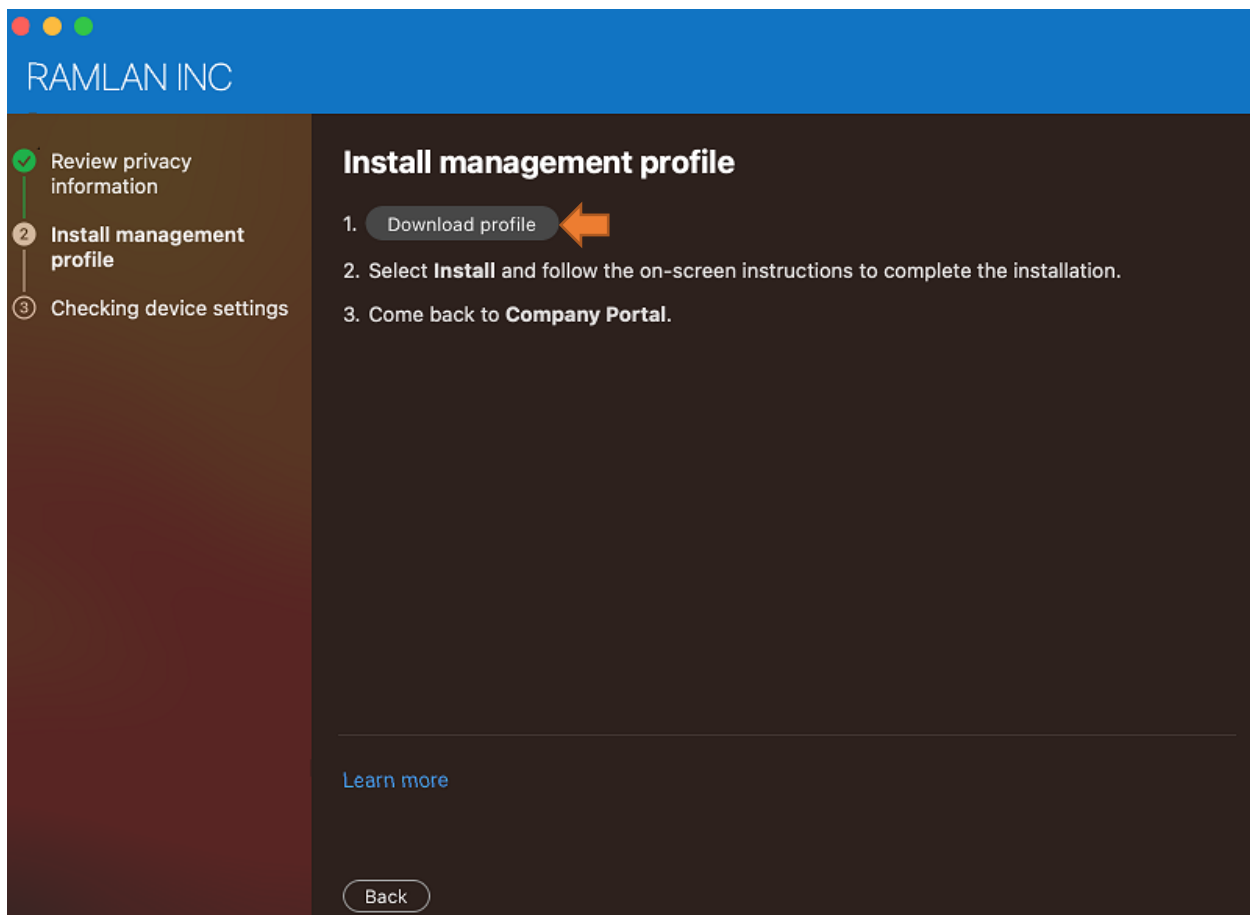 RAMLAN INC
Review privacy
information
2 Install management
profile
3 Checking device settings
Install management profile
1. Download profile
2. Select Install and follow the on-screen instructions to complete the installation.
3. Come back to Company Portal.
Learn more
Back